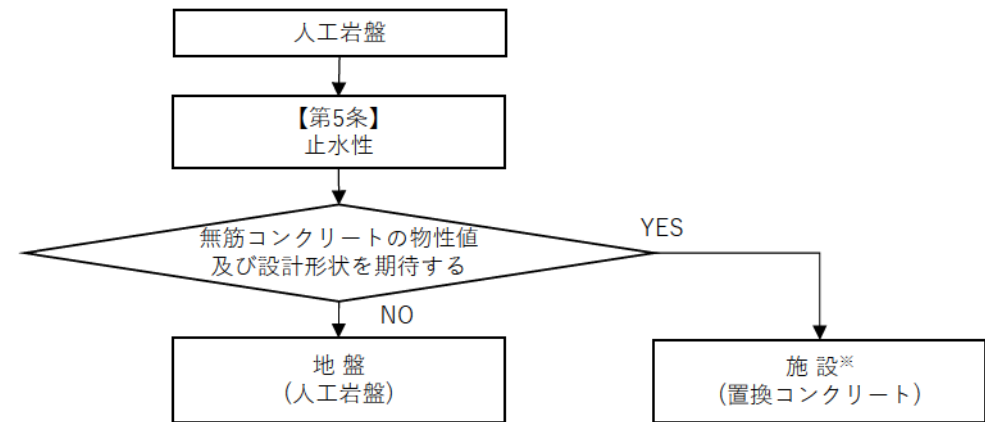 人工岩盤
【第5条】
止水性
無筋コンクリートの物性値
及び設計形状を期待する
YES
NO
地 盤
(人工岩盤)
施 設※
(置換コンクリート)